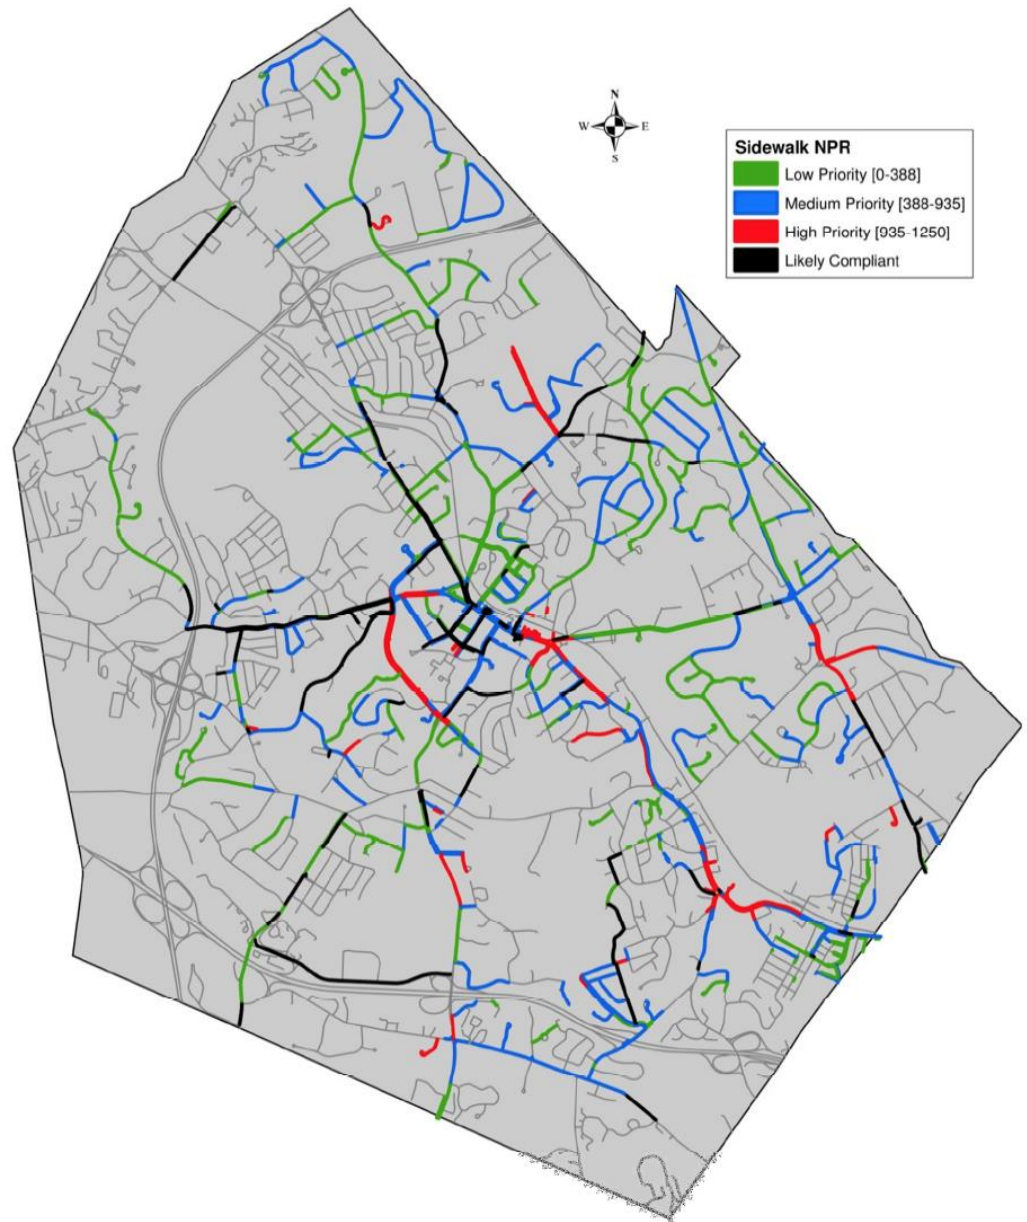 N
W E
S
Sidewalk NPR
Low Priority [0-388]
Medium Priority [388-935]
High Priority [935-1250]
Likely Compliant